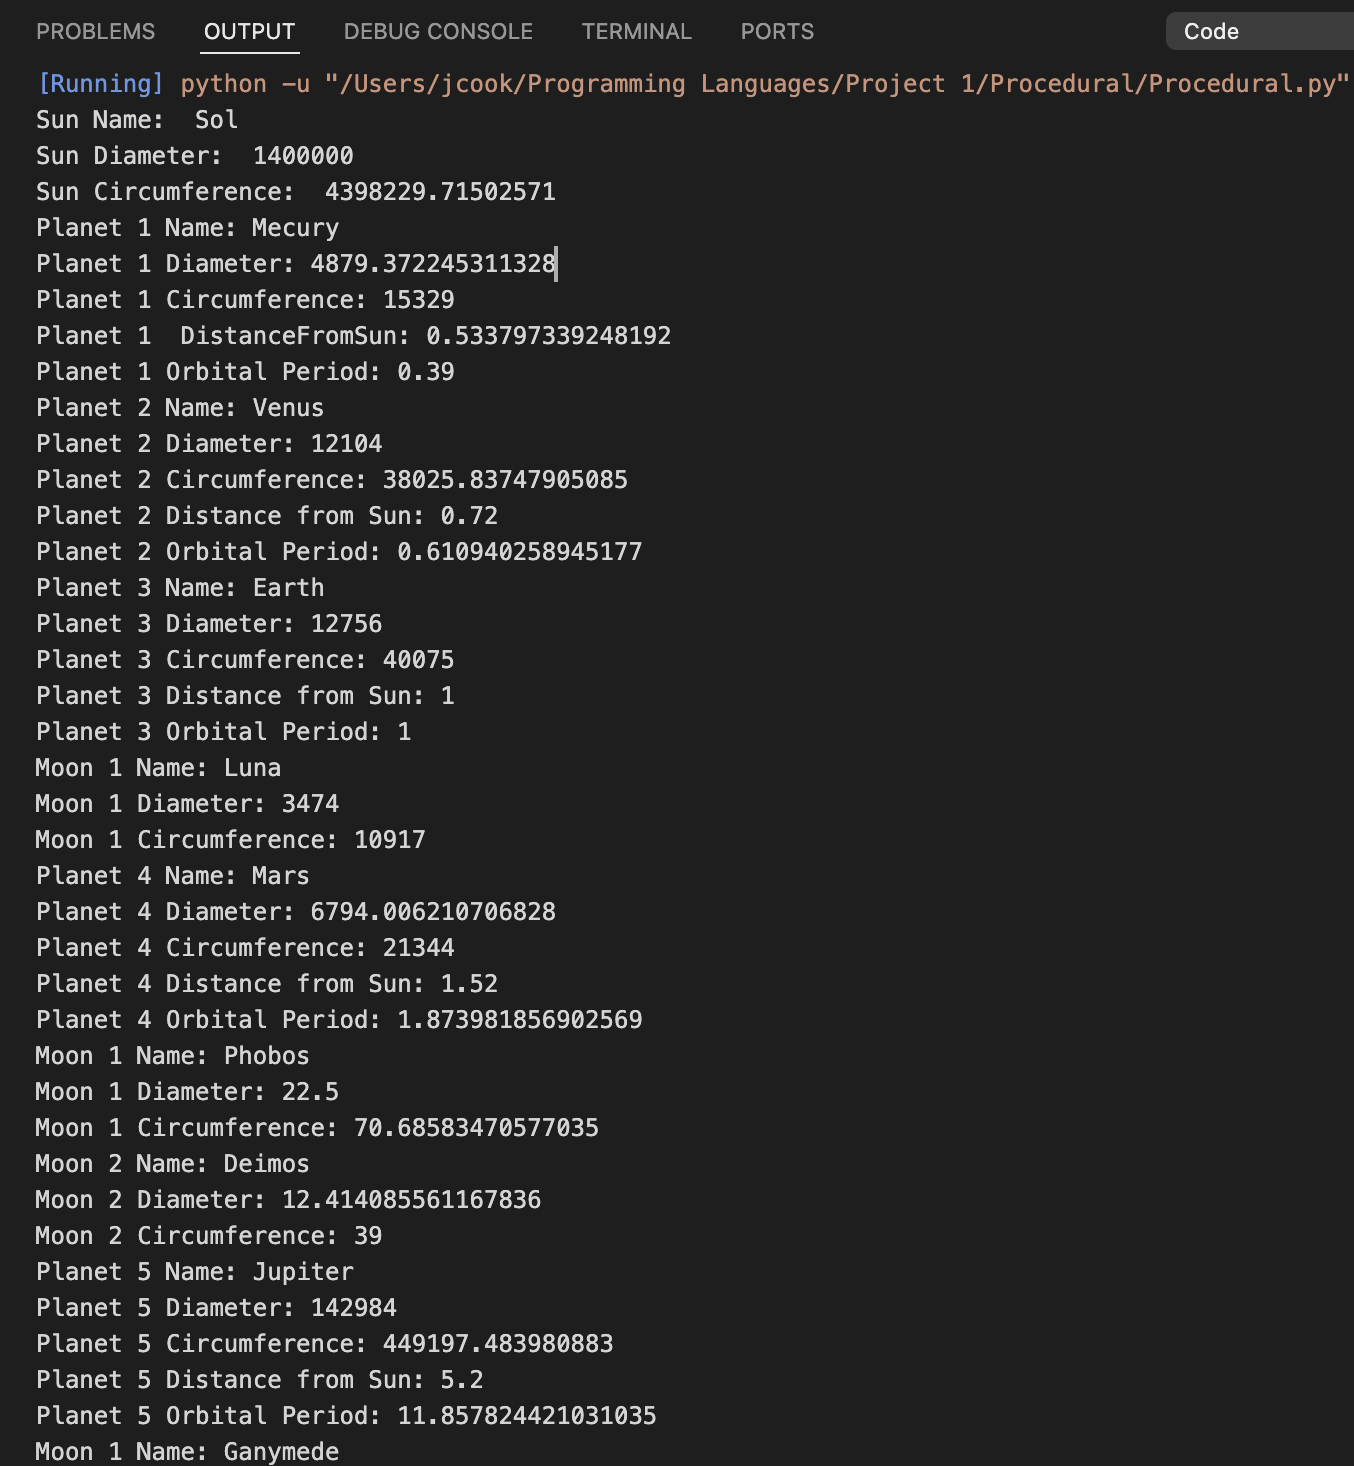 PROBLEMS OUTPUT DEBUG CONSOLE TERMINAL PORTS Code
[Running] python -u "/Users/jcook/Programming Languages/Project 1/Procedural/Procedural.py"
Sun Name:  Sol
Sun Diameter:  1400000
Sun Circumference:  4398229.71502571
Planet 1 Name: Mecury
Planet 1 Diameter: 4879.372245311328
Planet 1 Circumference: 15329
Planet 1  DistanceFromSun: 0.533797339248192
Planet 1 Orbital Period: 0.39
Planet 2 Name: Venus
Planet 2 Diameter: 12104
Planet 2 Circumference: 38025.83747905085
Planet 2 Distance from Sun: 0.72
Planet 2 Orbital Period: 0.610940258945177
Planet 3 Name: Earth
Planet 3 Diameter: 12756
Planet 3 Circumference: 40075
Planet 3 Distance from Sun: 1
Planet 3 Orbital Period: 1
Moon 1 Name: Luna
Moon 1 Diameter: 3474
Moon 1 Circumference: 10917
Planet 4 Name: Mars
Planet 4 Diameter: 6794.006210706828
Planet 4 Circumference: 21344
Planet 4 Distance from Sun: 1.52
Planet 4 Orbital Period: 1.873981856902569
Moon 1 Name: Phobos
Moon 1 Diameter: 22.5
Moon 1 Circumference: 70.68583470577035
Moon 2 Name: Deimos
Moon 2 Diameter: 12.414085561167836
Moon 2 Circumference: 39
Planet 5 Name: Jupiter
Planet 5 Diameter: 142984
Planet 5 Circumference: 449197.483980883
Planet 5 Distance from Sun: 5.2
Planet 5 Orbital Period: 11.857824421031035
Moon 1 Name: Ganymede